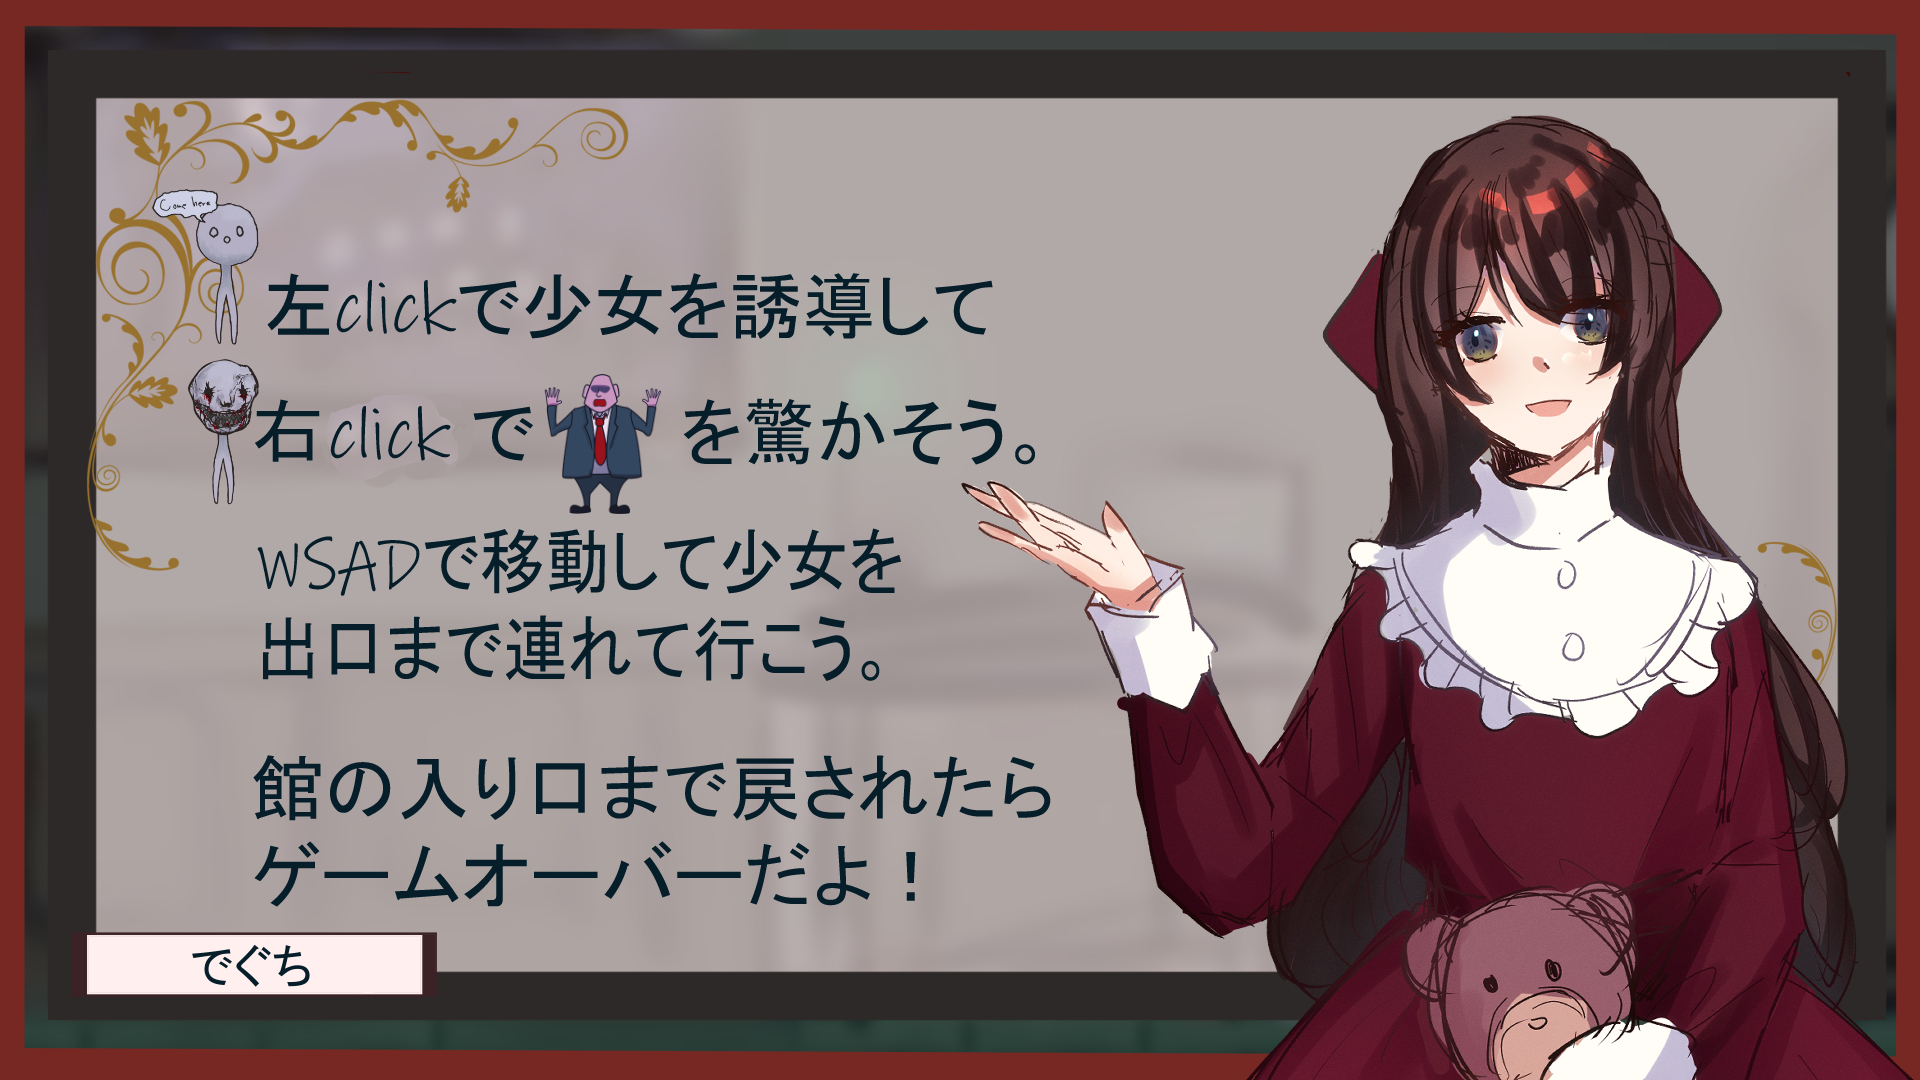 Come here
左clickで少女を誘導して
右click で を驚かそう。
WSADで移動して少女を
出口まで連れて行こう。
館の入り口まで戻されたら
ゲームオーバーだよ！
でぐち